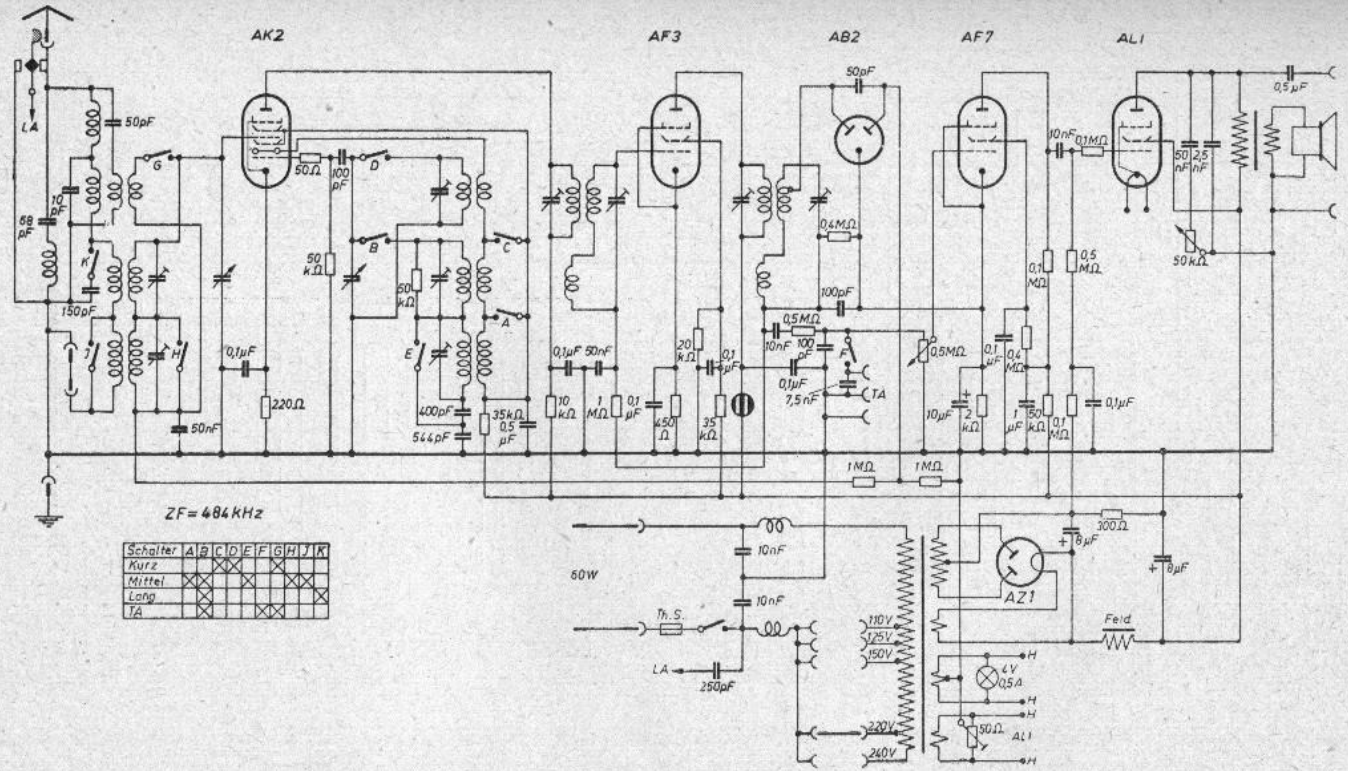 AK2
AF3
AB2
AF7
AL1
LA
50pF
G
10 pF
68 pF
K
150pF
J
H
50nF
0,1µF
220Ω
50Ω
100 pF
D
50 kΩ
B
50 kΩ
E
C
A
400pF
544pF
35kΩ
0,5 µF
0,1µF
50nF
10 kΩ
1 MΩ
0,1 µF
450 Ω
20 kΩ
0,1 µF
35 kΩ
50pF
0,4MΩ
100pF
0,5MΩ
10nF
100 pF
F
0,1µF
7,5nF
TA
0,5MΩ
10µF
+
2 kΩ
0,1 µF
0,4 MΩ
1 µF
50 kΩ
0,1 MΩ
0,1 MΩ
0,5 MΩ
10nF
0,1MΩ
0,1µF
50 nF
2,5 nF
50kΩ
0,5µF
1MΩ
1MΩ
ZF = 484 kHz
Schalter A B C D E F G H J K
Kurz
Mittel
Lang
TA
60W
10nF
10nF
Th.S.
LA
250pF
110V
125V
150V
220V
240V
AZ1
300Ω
+ 8µF
+ 8µF
Feld
H
4V
0,5A
H
H
50Ω
AL1
H